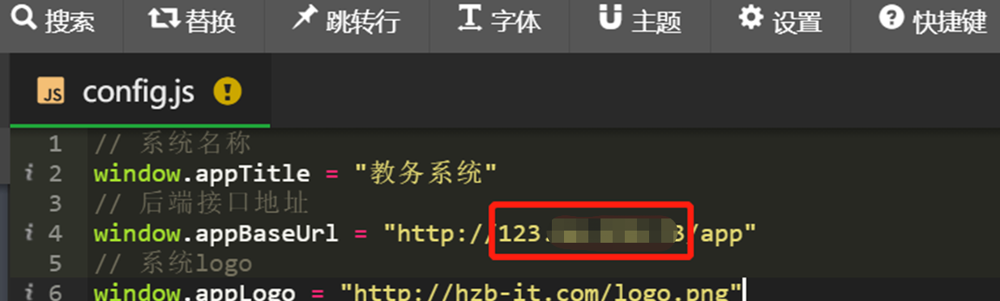 搜索 替换 跳转行 字体 主题 设置 快捷键
JS config.js
1 // 系统名称
i 2 window.appTitle = "教务系统"
3 // 后端接口地址
i 4 window.appBaseUrl = "http://123. /app"
5 // 系统logo
i 6 window.appLogo = "http://hzb-it.com/logo.png"